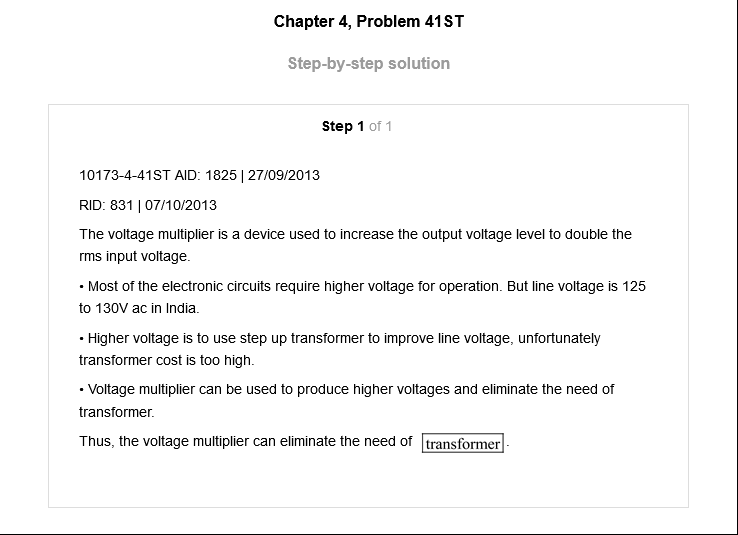 Chapter 4, Problem 41ST
Step-by-step solution
Step 1 of 1
10173-4-41ST AID: 1825 | 27/09/2013
RID: 831 | 07/10/2013
The voltage multiplier is a device used to increase the output voltage level to double the
rms input voltage.
• Most of the electronic circuits require higher voltage for operation. But line voltage is 125
to 130V ac in India.
• Higher voltage is to use step up transformer to improve line voltage, unfortunately
transformer cost is too high.
• Voltage multiplier can be used to produce higher voltages and eliminate the need of
transformer.
Thus, the voltage multiplier can eliminate the need of transformer.